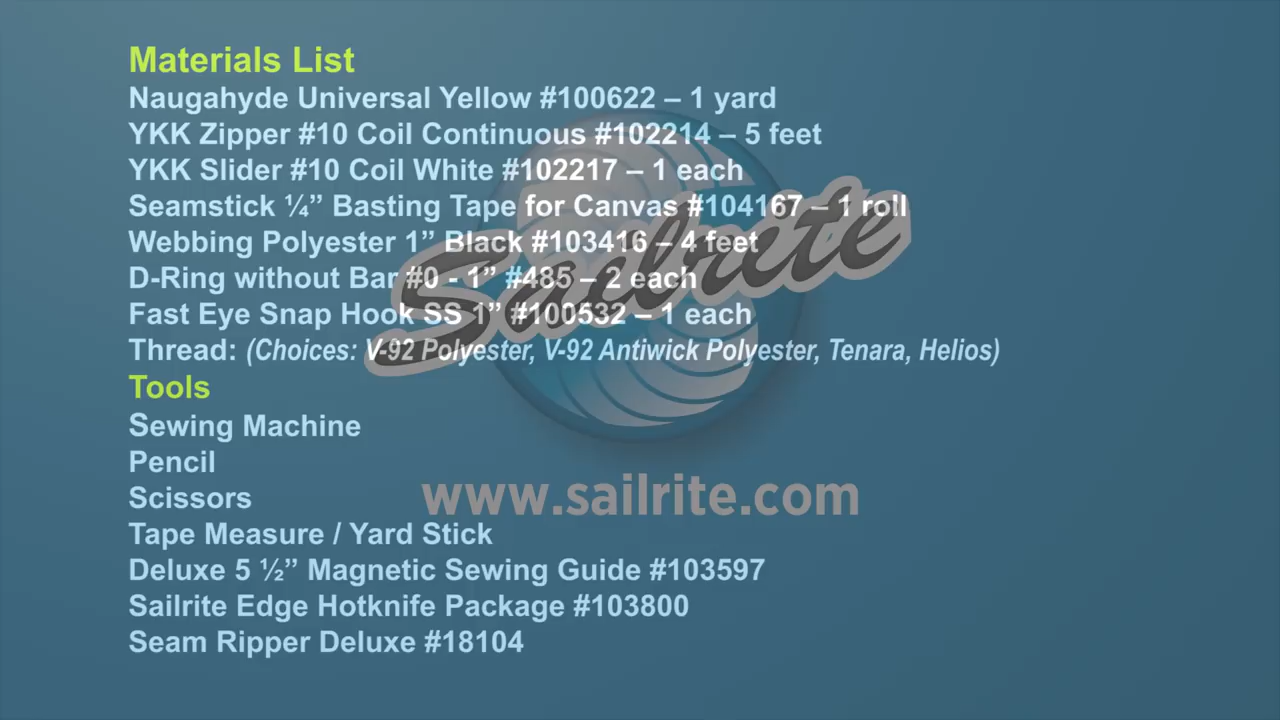 Materials List
Naugahyde Universal Yellow #100622 – 1 yard
YKK Zipper #10 Coil Continuous #102214 – 5 feet
YKK Slider #10 Coil White #102217 – 1 each
Seamstick ¼” Basting Tape for Canvas #104167 – 1 roll
Webbing Polyester 1” Black #103416 – 4 feet
D-Ring without Bar #0 - 1” #485 – 2 each
Fast Eye Snap Hook SS 1” #100532 – 1 each
Thread: (Choices: V-92 Polyester, V-92 Antiwick Polyester, Tenara, Helios)
Tools
Sewing Machine
Pencil
Scissors
Tape Measure / Yard Stick
Deluxe 5 ½” Magnetic Sewing Guide #103597
Sailrite Edge Hotknife Package #103800
Seam Ripper Deluxe #18104
Sailrite
www.sailrite.com